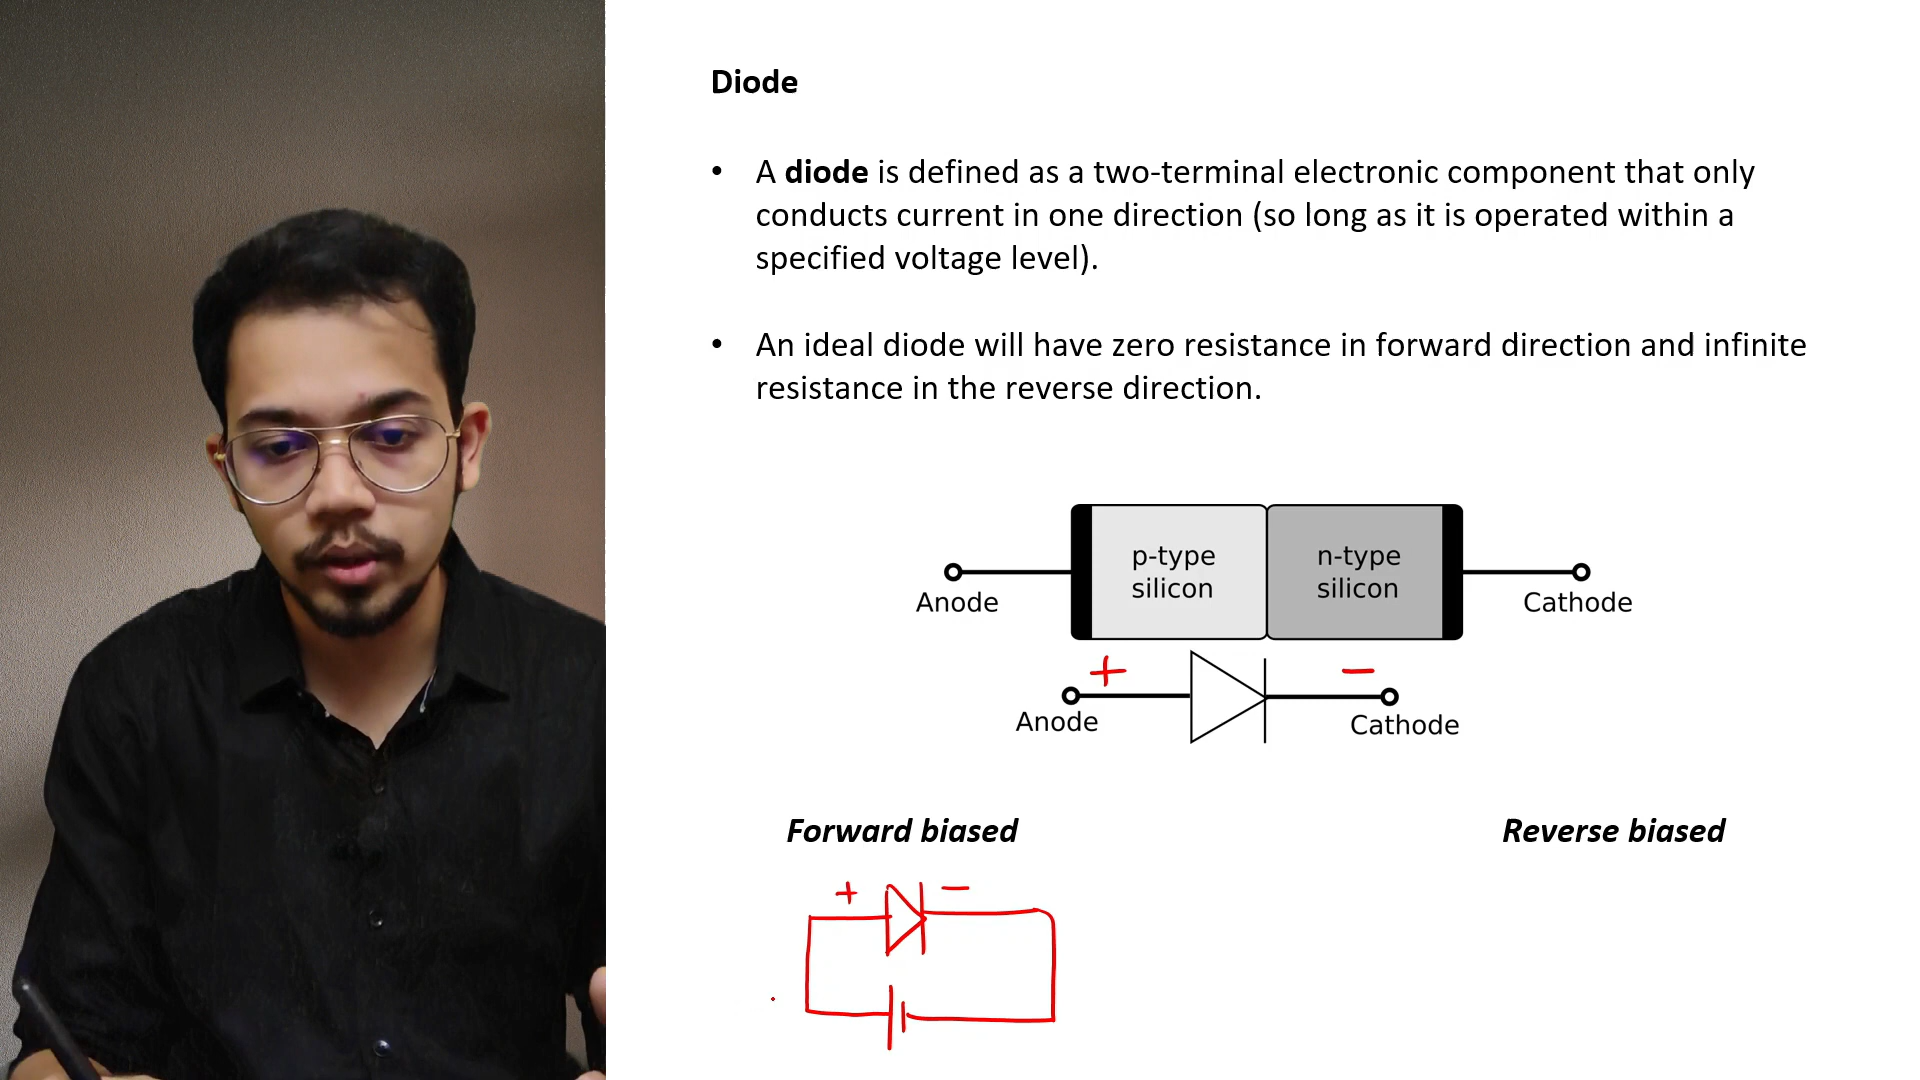 Diode
• A diode is defined as a two-terminal electronic component that only
conducts current in one direction (so long as it is operated within a
specified voltage level).
• An ideal diode will have zero resistance in forward direction and infinite
resistance in the reverse direction.
p-type
silicon
n-type
silicon
Anode
Cathode
+
−
Anode
Cathode
Forward biased
Reverse biased
+
−